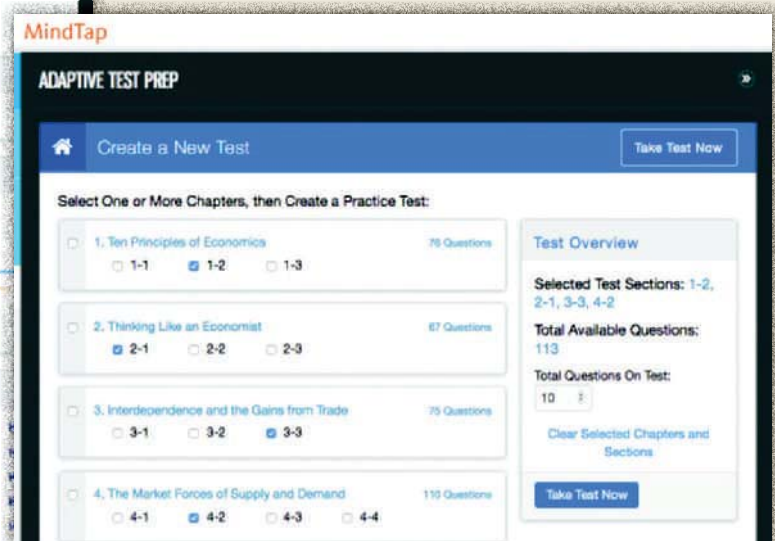 MindTap
ADAPTIVE TEST PREP
»
Create a New Test
Take Test Now
Select One or More Chapters, then Create a Practice Test:
1. Ten Principles of Economics 76 Questions
1-1 1-2 1-3
2. Thinking Like an Economist 67 Questions
2-1 2-2 2-3
3. Interdependence and the Gains from Trade 75 Questions
3-1 3-2 3-3
4. The Market Forces of Supply and Demand 110 Questions
4-1 4-2 4-3 4-4
Test Overview
Selected Test Sections: 1-2,
2-1, 3-3, 4-2
Total Available Questions:
113
Total Questions On Test:
10
Clear Selected Chapters and
Sections
Take Test Now